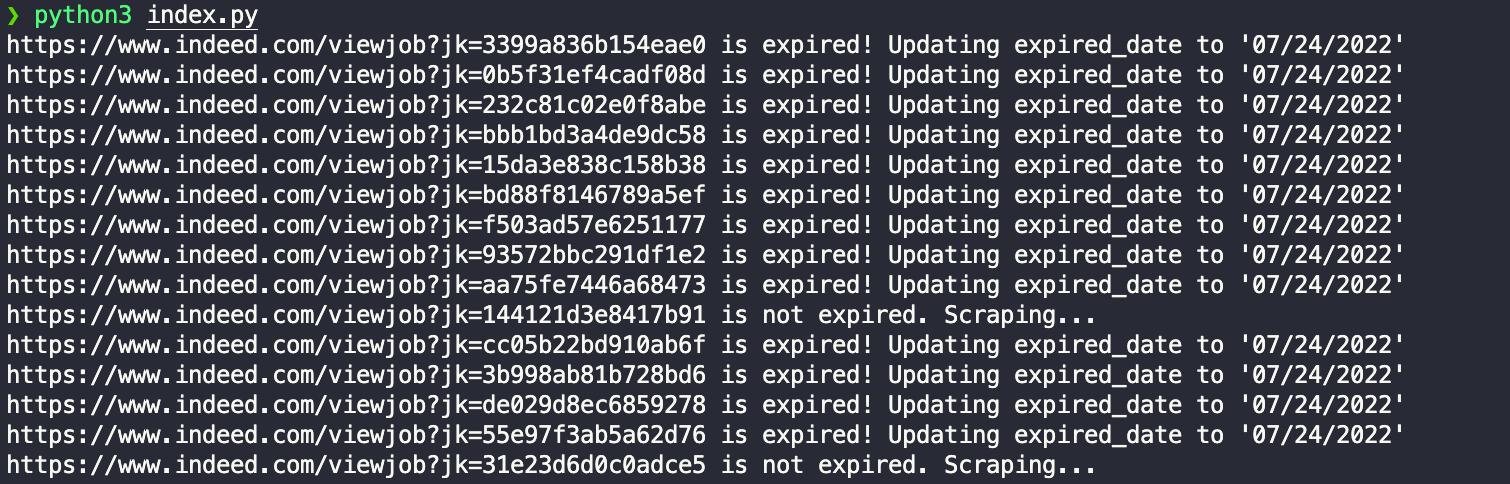 ❯ python3 index.py
https://www.indeed.com/viewjob?jk=3399a836b154eae0 is expired! Updating expired_date to '07/24/2022'
https://www.indeed.com/viewjob?jk=0b5f31ef4cadf08d is expired! Updating expired_date to '07/24/2022'
https://www.indeed.com/viewjob?jk=232c81c02e0f8abe is expired! Updating expired_date to '07/24/2022'
https://www.indeed.com/viewjob?jk=bbb1bd3a4de9dc58 is expired! Updating expired_date to '07/24/2022'
https://www.indeed.com/viewjob?jk=15da3e838c158b38 is expired! Updating expired_date to '07/24/2022'
https://www.indeed.com/viewjob?jk=bd88f8146789a5ef is expired! Updating expired_date to '07/24/2022'
https://www.indeed.com/viewjob?jk=f503ad57e6251177 is expired! Updating expired_date to '07/24/2022'
https://www.indeed.com/viewjob?jk=93572bbc291df1e2 is expired! Updating expired_date to '07/24/2022'
https://www.indeed.com/viewjob?jk=aa75fe7446a68473 is expired! Updating expired_date to '07/24/2022'
https://www.indeed.com/viewjob?jk=144121d3e8417b91 is not expired. Scraping...
https://www.indeed.com/viewjob?jk=cc05b22bd910ab6f is expired! Updating expired_date to '07/24/2022'
https://www.indeed.com/viewjob?jk=3b998ab81b728bd6 is expired! Updating expired_date to '07/24/2022'
https://www.indeed.com/viewjob?jk=de029d8ec6859278 is expired! Updating expired_date to '07/24/2022'
https://www.indeed.com/viewjob?jk=55e97f3ab5a62d76 is expired! Updating expired_date to '07/24/2022'
https://www.indeed.com/viewjob?jk=31e23d6d0c0adce5 is not expired. Scraping...